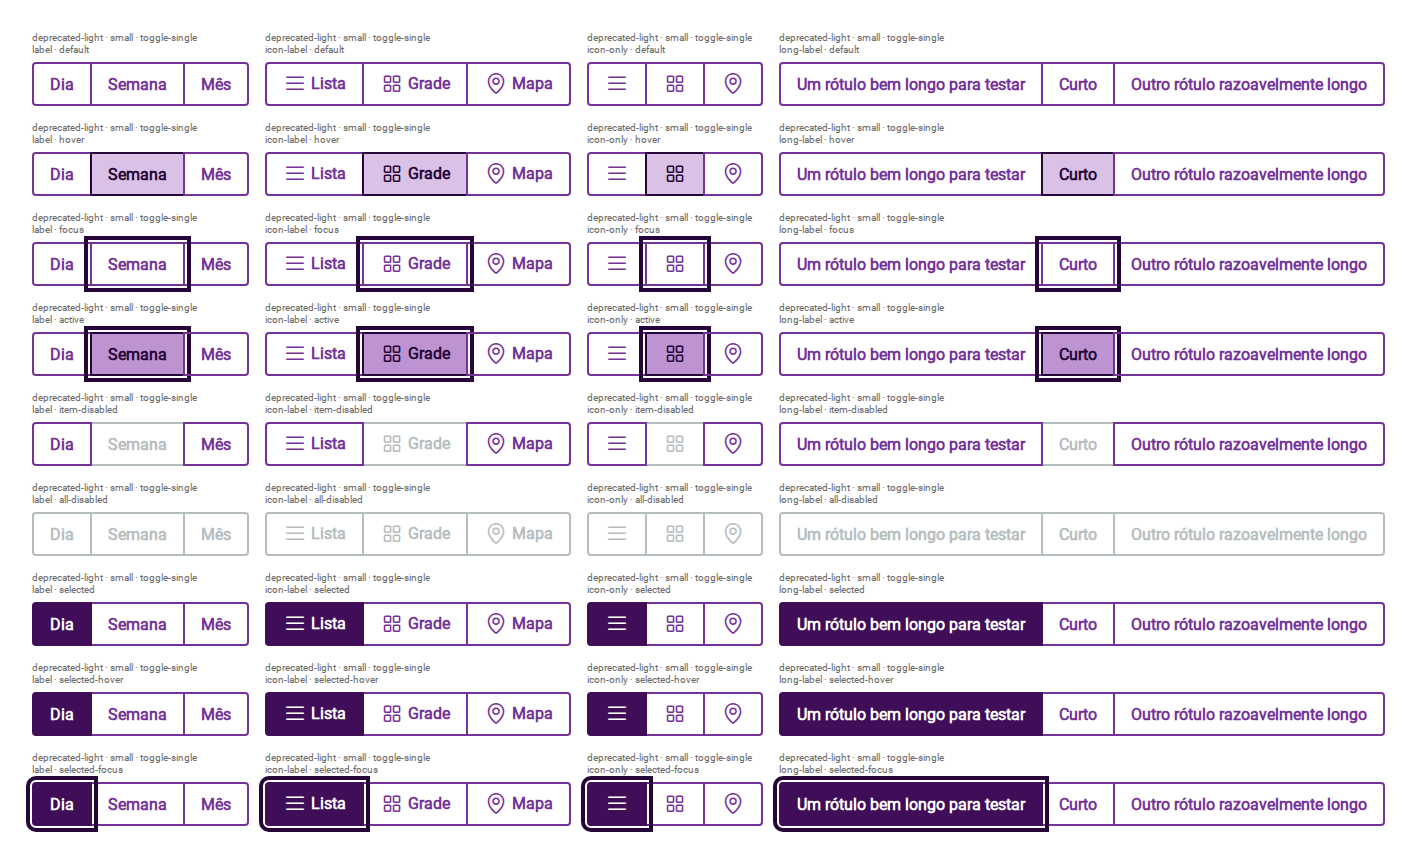 deprecated-light · small · toggle-single
label · default
Dia Semana Mês
deprecated-light · small · toggle-single
icon-label · default
Lista Grade Mapa
deprecated-light · small · toggle-single
icon-only · default
deprecated-light · small · toggle-single
long-label · default
Um rótulo bem longo para testar Curto Outro rótulo razoavelmente longo
deprecated-light · small · toggle-single
label · hover
Dia Semana Mês
deprecated-light · small · toggle-single
icon-label · hover
Lista Grade Mapa
deprecated-light · small · toggle-single
icon-only · hover
deprecated-light · small · toggle-single
long-label · hover
Um rótulo bem longo para testar Curto Outro rótulo razoavelmente longo
deprecated-light · small · toggle-single
label · focus
Dia Semana Mês
deprecated-light · small · toggle-single
icon-label · focus
Lista Grade Mapa
deprecated-light · small · toggle-single
icon-only · focus
deprecated-light · small · toggle-single
long-label · focus
Um rótulo bem longo para testar Curto Outro rótulo razoavelmente longo
deprecated-light · small · toggle-single
label · active
Dia Semana Mês
deprecated-light · small · toggle-single
icon-label · active
Lista Grade Mapa
deprecated-light · small · toggle-single
icon-only · active
deprecated-light · small · toggle-single
long-label · active
Um rótulo bem longo para testar Curto Outro rótulo razoavelmente longo
deprecated-light · small · toggle-single
label · item-disabled
Dia Semana Mês
deprecated-light · small · toggle-single
icon-label · item-disabled
Lista Grade Mapa
deprecated-light · small · toggle-single
icon-only · item-disabled
deprecated-light · small · toggle-single
long-label · item-disabled
Um rótulo bem longo para testar Curto Outro rótulo razoavelmente longo
deprecated-light · small · toggle-single
label · all-disabled
Dia Semana Mês
deprecated-light · small · toggle-single
icon-label · all-disabled
Lista Grade Mapa
deprecated-light · small · toggle-single
icon-only · all-disabled
deprecated-light · small · toggle-single
long-label · all-disabled
Um rótulo bem longo para testar Curto Outro rótulo razoavelmente longo
deprecated-light · small · toggle-single
label · selected
Dia Semana Mês
deprecated-light · small · toggle-single
icon-label · selected
Lista Grade Mapa
deprecated-light · small · toggle-single
icon-only · selected
deprecated-light · small · toggle-single
long-label · selected
Um rótulo bem longo para testar Curto Outro rótulo razoavelmente longo
deprecated-light · small · toggle-single
label · selected-hover
Dia Semana Mês
deprecated-light · small · toggle-single
icon-label · selected-hover
Lista Grade Mapa
deprecated-light · small · toggle-single
icon-only · selected-hover
deprecated-light · small · toggle-single
long-label · selected-hover
Um rótulo bem longo para testar Curto Outro rótulo razoavelmente longo
deprecated-light · small · toggle-single
label · selected-focus
Dia Semana Mês
deprecated-light · small · toggle-single
icon-label · selected-focus
Lista Grade Mapa
deprecated-light · small · toggle-single
icon-only · selected-focus
deprecated-light · small · toggle-single
long-label · selected-focus
Um rótulo bem longo para testar Curto Outro rótulo razoavelmente longo